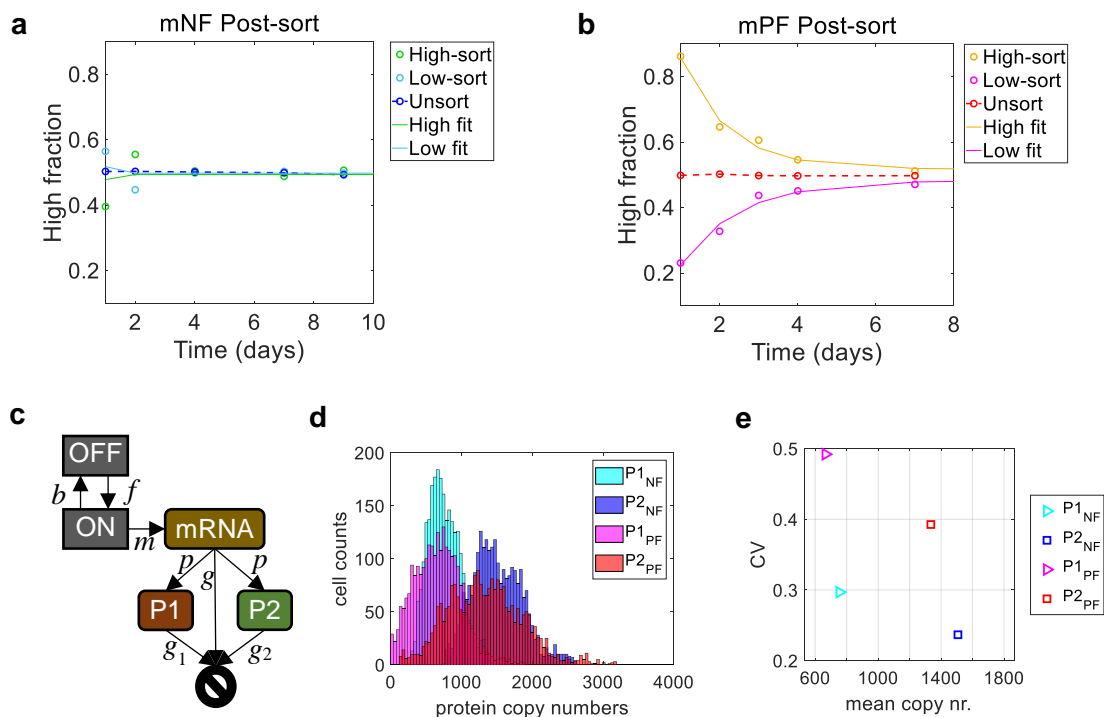 a
mNF Post-sort
High fraction
0.8
0.6
0.4
0.2
2
4
6
8
10
Time (days)
High-sort
Low-sort
Unsort
High fit
Low fit
b
mPF Post-sort
High fraction
0.8
0.6
0.4
0.2
2
4
6
8
Time (days)
High-sort
Low-sort
Unsort
High fit
Low fit
c
OFF
b
f
ON
m
mRNA
p
g
p
P1
P2
g1
g2
d
cell counts
200
150
100
50
0
0
1000
2000
3000
4000
protein copy numbers
P1NF
P2NF
P1PF
P2PF
e
CV
0.5
0.4
0.3
0.2
600
1000
1400
1800
mean copy nr.
P1NF
P2NF
P1PF
P2PF